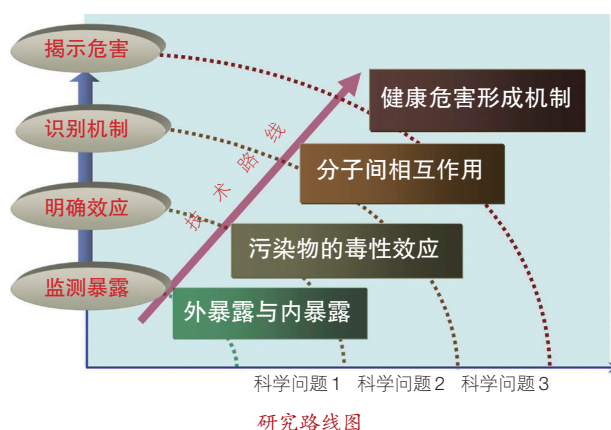 揭示危害
健康危害形成机制
识别机制
技术路线
分子间相互作用
明确效应
污染物的毒性效应
监测暴露
外暴露与内暴露
科学问题1 科学问题2 科学问题3
研究路线图